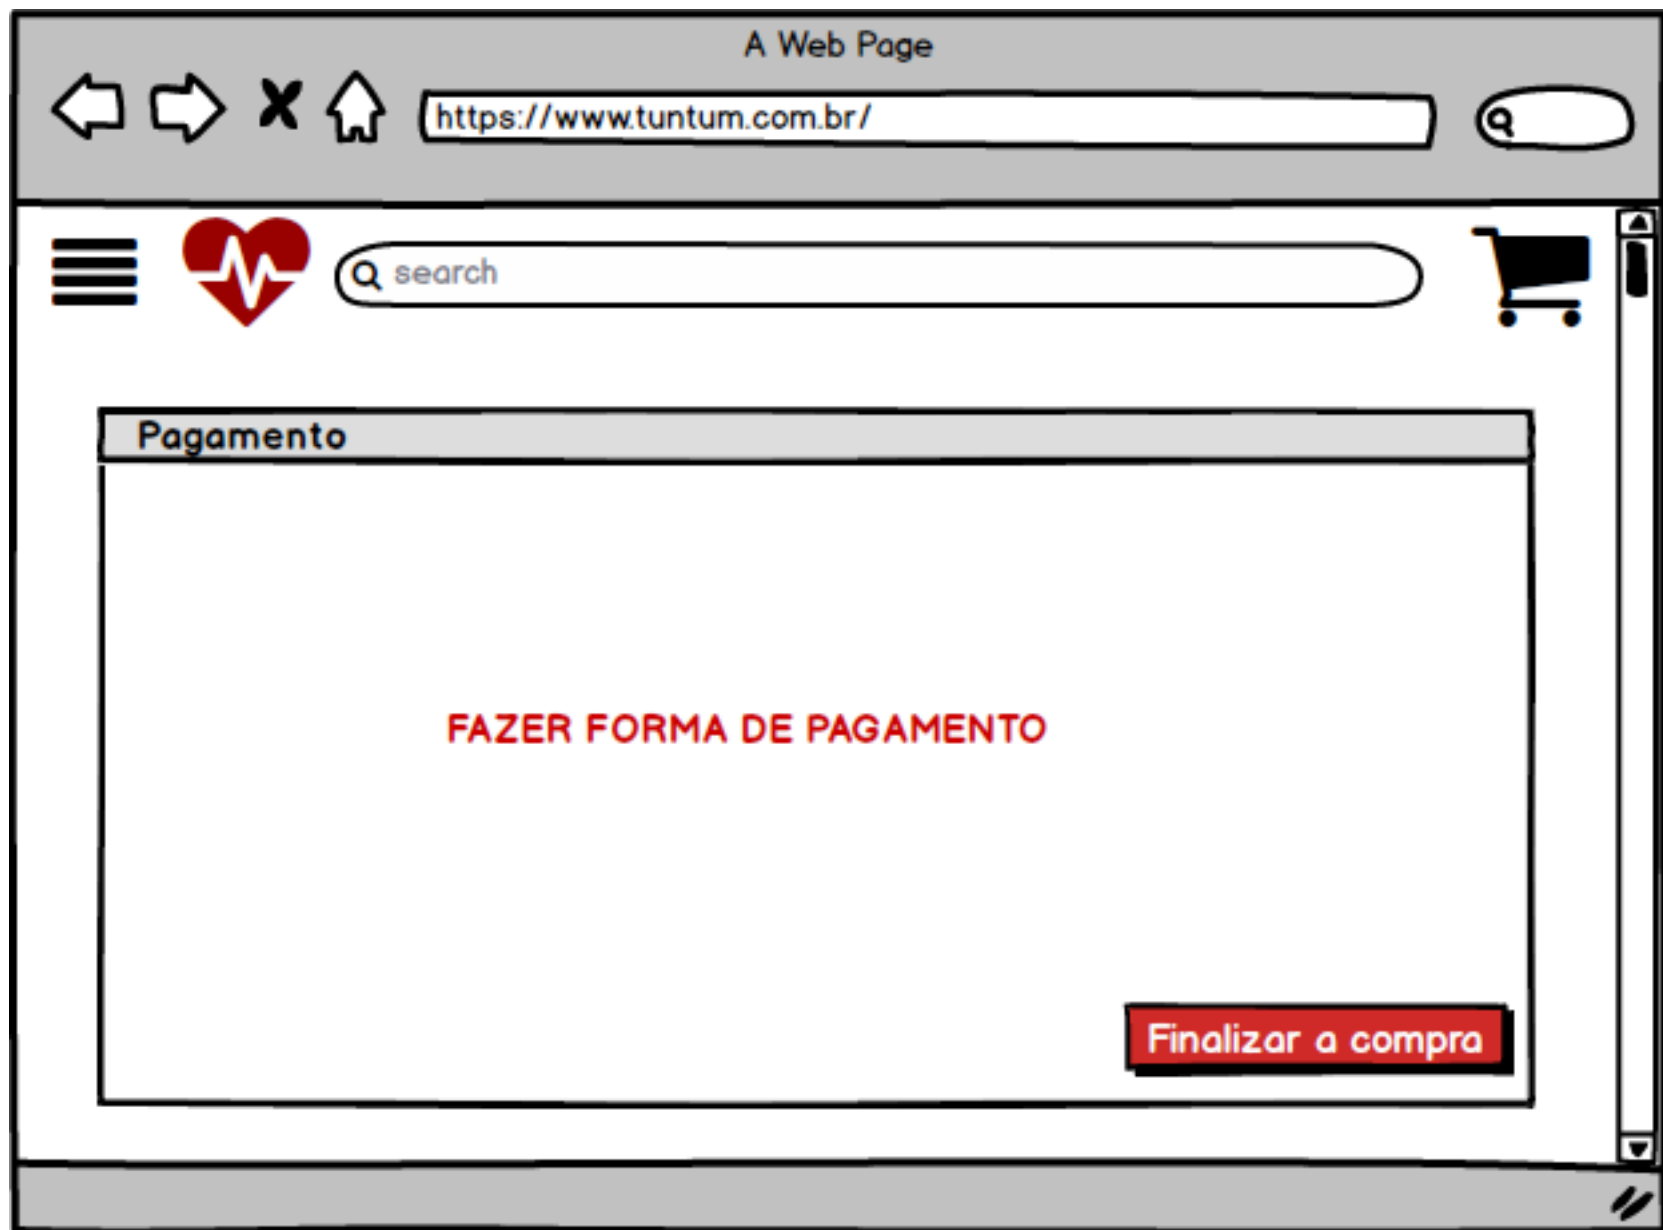 A Web Page
https://www.tuntum.com.br/
search
Pagamento
FAZER FORMA DE PAGAMENTO
Finalizar a compra